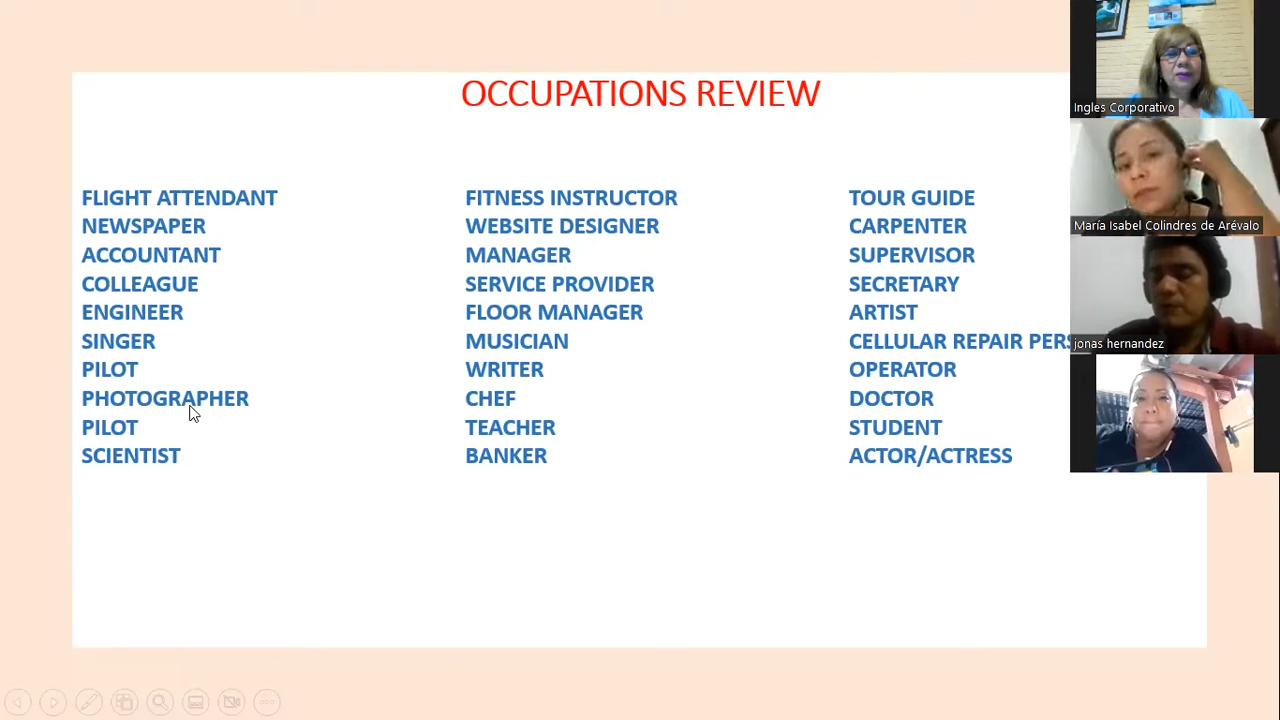 OCCUPATIONS REVIEW
FLIGHT ATTENDANT
NEWSPAPER
ACCOUNTANT
COLLEAGUE
ENGINEER
SINGER
PILOT
PHOTOGRAPHER
PILOT
SCIENTIST
FITNESS INSTRUCTOR
WEBSITE DESIGNER
MANAGER
SERVICE PROVIDER
FLOOR MANAGER
MUSICIAN
WRITER
CHEF
TEACHER
BANKER
TOUR GUIDE
CARPENTER
SUPERVISOR
SECRETARY
ARTIST
CELLULAR REPAIR PERS
OPERATOR
DOCTOR
STUDENT
ACTOR/ACTRESS
Ingles Corporativo
María Isabel Colindres de Arévalo
jonas hernandez